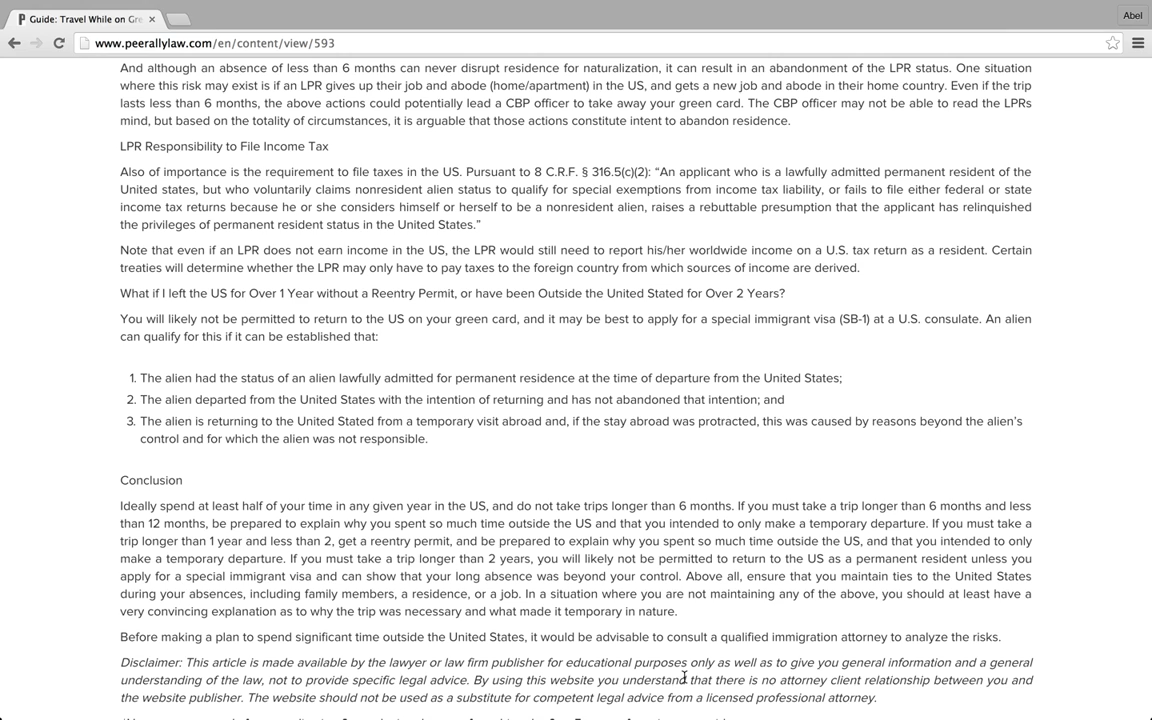 Guide: Travel While on Gre
Abel
www.peerallylaw.com/en/content/view/593
And although an absence of less than 6 months can never disrupt residence for naturalization, it can result in an abandonment of the LPR status. One situation
where this risk may exist is if an LPR gives up their job and abode (home/apartment) in the US, and gets a new job and abode in their home country. Even if the trip
lasts less than 6 months, the above actions could potentially lead a CBP officer to take away your green card. The CBP officer may not be able to read the LPRs
mind, but based on the totality of circumstances, it is arguable that those actions constitute intent to abandon residence.
LPR Responsibility to File Income Tax
Also of importance is the requirement to file taxes in the US. Pursuant to 8 C.R.F. § 316.5(c)(2): “An applicant who is a lawfully admitted permanent resident of the
United states, but who voluntarily claims nonresident alien status to qualify for special exemptions from income tax liability, or fails to file either federal or state
income tax returns because he or she considers himself or herself to be a nonresident alien, raises a rebuttable presumption that the applicant has relinquished
the privileges of permanent resident status in the United States.”
Note that even if an LPR does not earn income in the US, the LPR would still need to report his/her worldwide income on a U.S. tax return as a resident. Certain
treaties will determine whether the LPR may only have to pay taxes to the foreign country from which sources of income are derived.
What if I left the US for Over 1 Year without a Reentry Permit, or have been Outside the United Stated for Over 2 Years?
You will likely not be permitted to return to the US on your green card, and it may be best to apply for a special immigrant visa (SB-1) at a U.S. consulate. An alien
can qualify for this if it can be established that:
1. The alien had the status of an alien lawfully admitted for permanent residence at the time of departure from the United States;
2. The alien departed from the United States with the intention of returning and has not abandoned that intention; and
3. The alien is returning to the United Stated from a temporary visit abroad and, if the stay abroad was protracted, this was caused by reasons beyond the alien’s
control and for which the alien was not responsible.
Conclusion
Ideally spend at least half of your time in any given year in the US, and do not take trips longer than 6 months. If you must take a trip longer than 6 months and less
than 12 months, be prepared to explain why you spent so much time outside the US and that you intended to only make a temporary departure. If you must take a
trip longer than 1 year and less than 2, get a reentry permit, and be prepared to explain why you spent so much time outside the US, and that you intended to only
make a temporary departure. If you must take a trip longer than 2 years, you will likely not be permitted to return to the US as a permanent resident unless you
apply for a special immigrant visa and can show that your long absence was beyond your control. Above all, ensure that you maintain ties to the United States
during your absences, including family members, a residence, or a job. In a situation where you are not maintaining any of the above, you should at least have a
very convincing explanation as to why the trip was necessary and what made it temporary in nature.
Before making a plan to spend significant time outside the United States, it would be advisable to consult a qualified immigration attorney to analyze the risks.
Disclaimer: This article is made available by the lawyer or law firm publisher for educational purposes only as well as to give you general information and a general
understanding of the law, not to provide specific legal advice. By using this website you understand that there is no attorney client relationship between you and
the website publisher. The website should not be used as a substitute for competent legal advice from a licensed professional attorney.